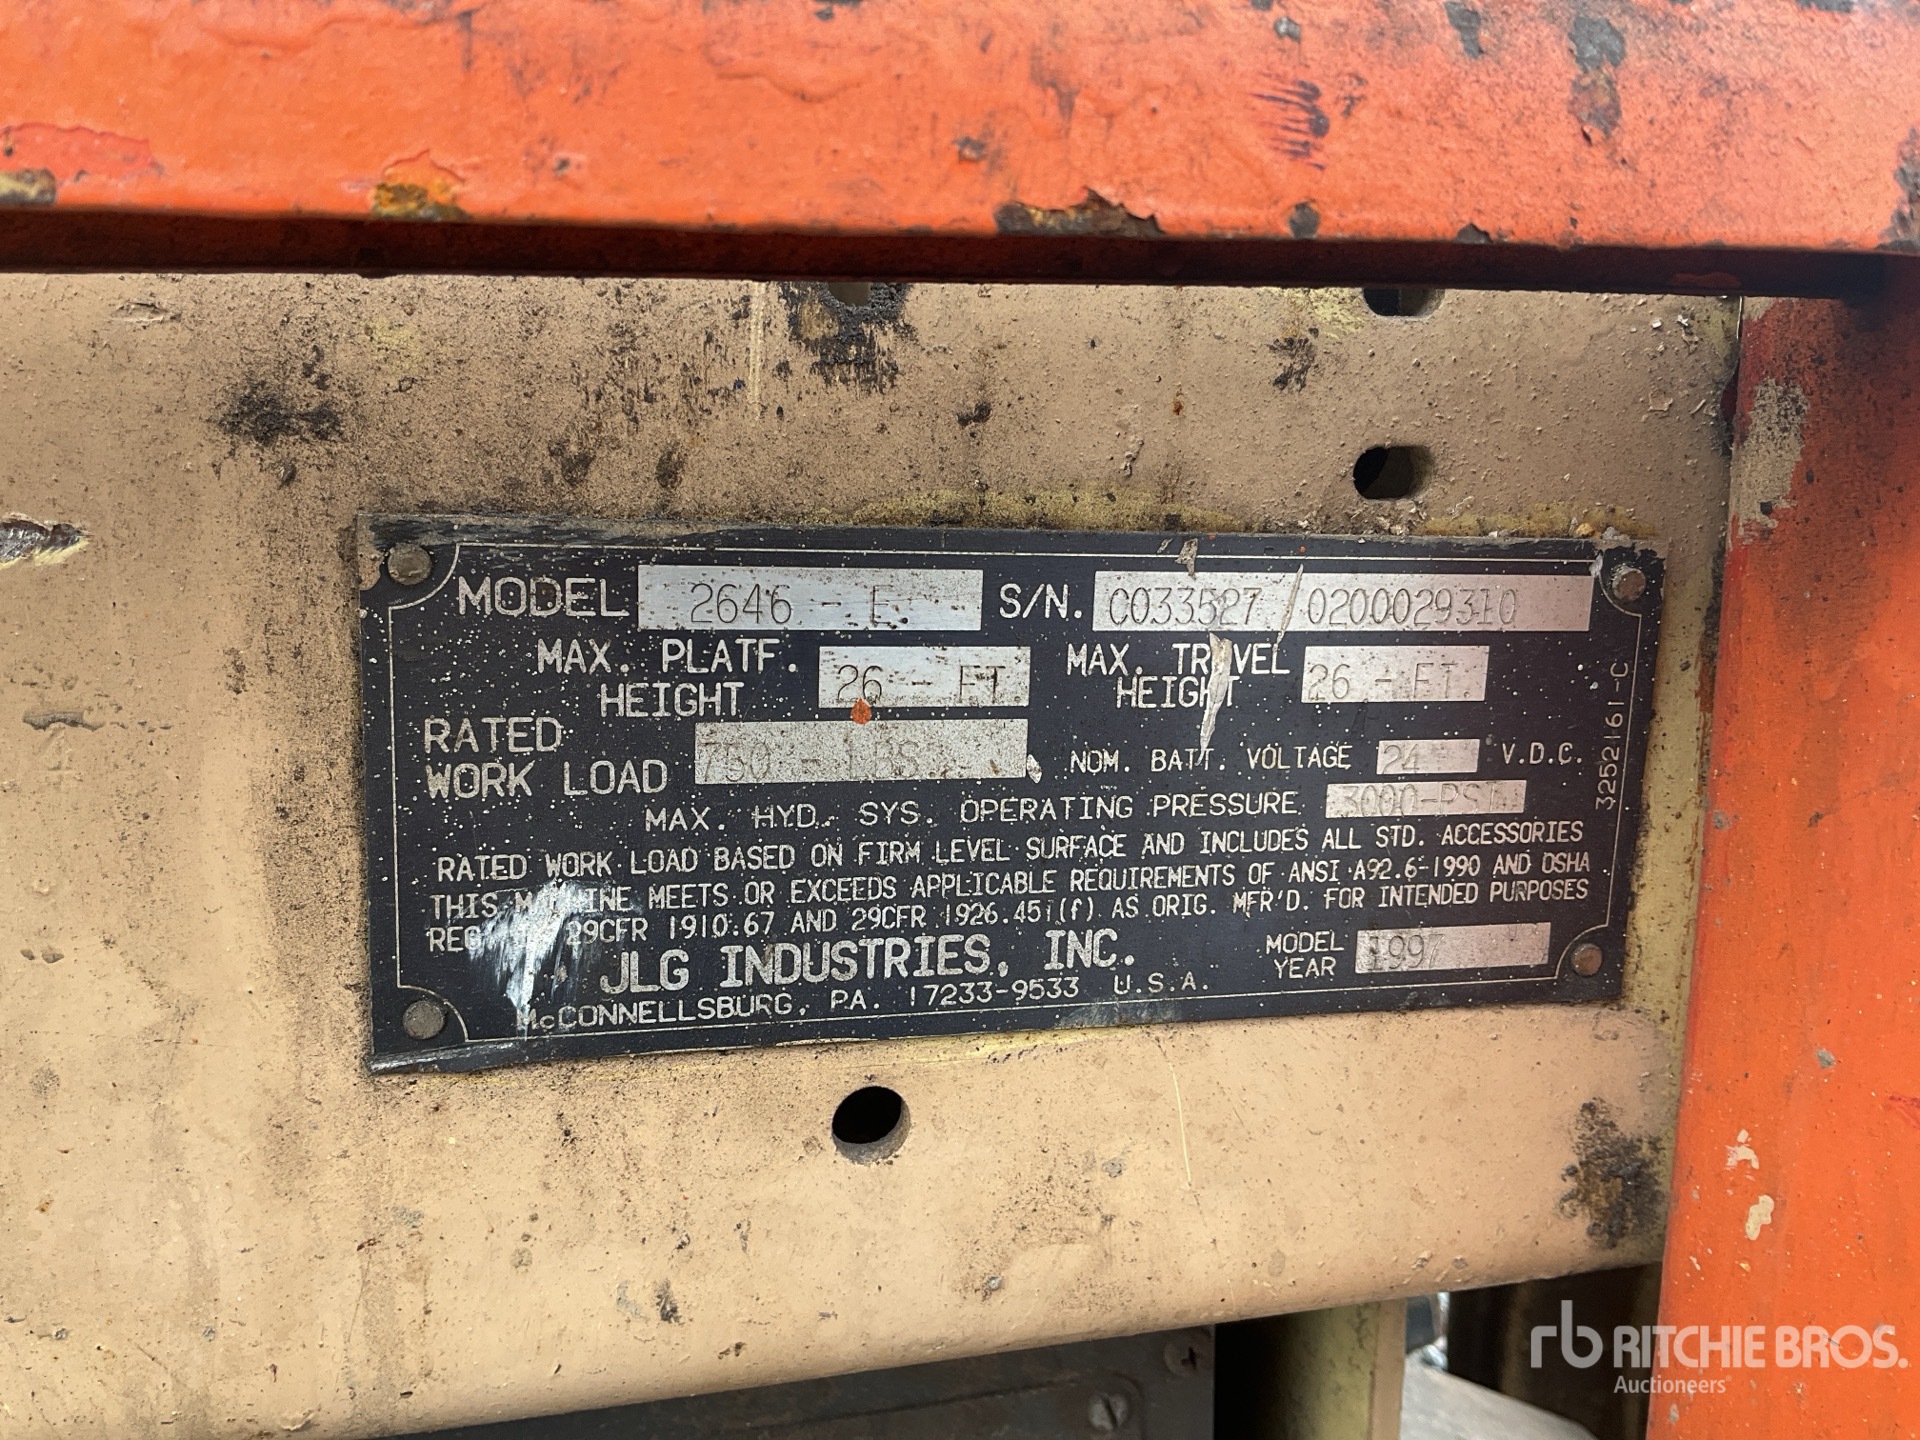 MODEL 2646 - E S/N. C033527 0200029310
MAX. PLATF. HEIGHT 26 - FT MAX. TRAVEL HEIGHT 26 - FT.
RATED WORK LOAD 750 - LBS. NOM. BATT. VOLTAGE 24 V.D.C.
MAX. HYD. SYS. OPERATING PRESSURE 3000-PSI
RATED WORK LOAD BASED ON FIRM LEVEL SURFACE AND INCLUDES ALL STD. ACCESSORIES
THIS MACHINE MEETS OR EXCEEDS APPLICABLE REQUIREMENTS OF ANSI A92.6-1990 AND OSHA
29CFR 1910.67 AND 29CFR 1926.451(f) AS ORIG. MFR'D. FOR INTENDED PURPOSES
JLG INDUSTRIES, INC. MODEL YEAR 1997
McCONNELLSBURG, PA. 17233-9533 U.S.A.
3252161-C
rb RITCHIE BROS.
Auctioneers